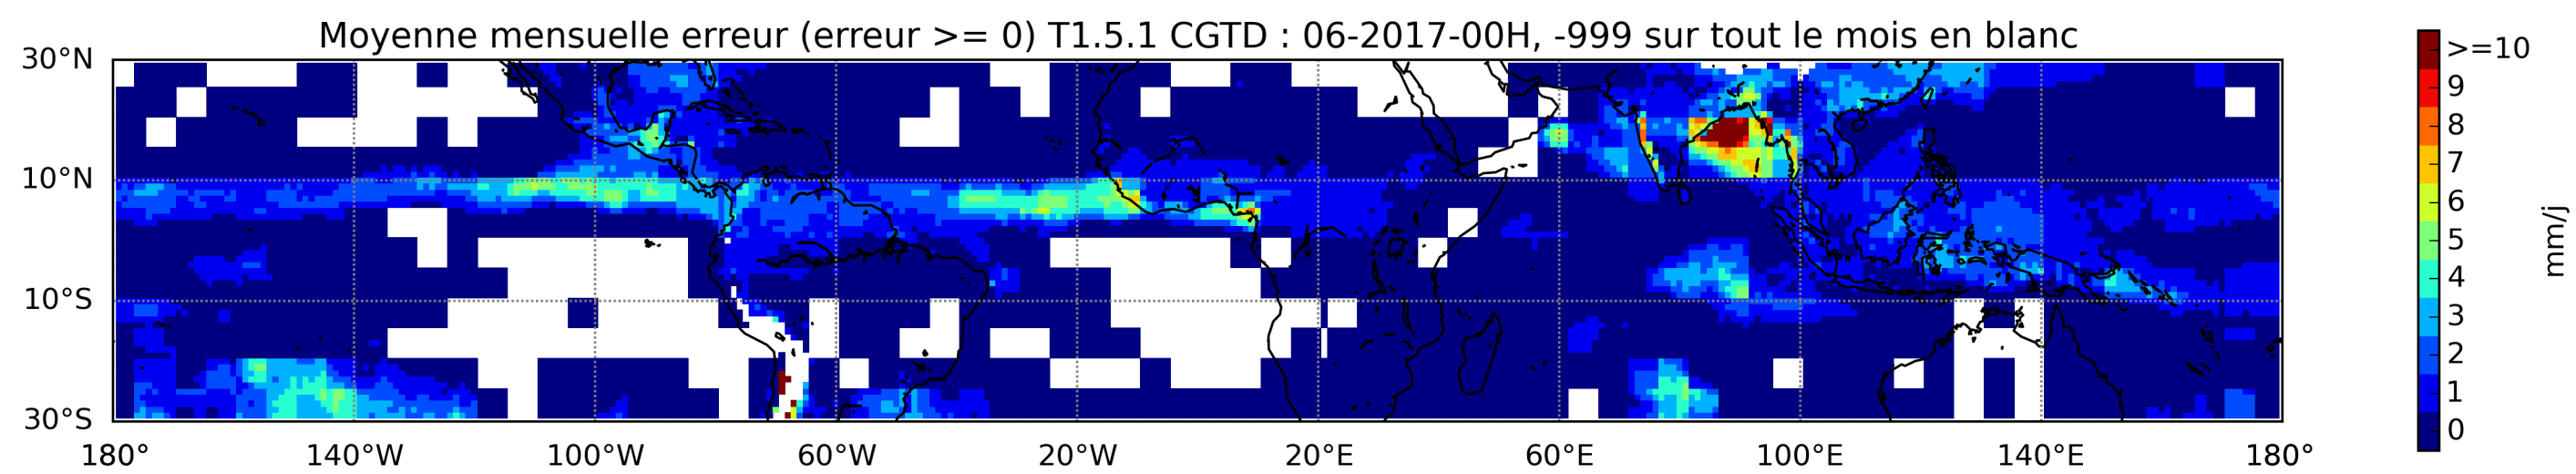 Moyenne mensuelle erreur (erreur >= 0) T1.5.1 CGTD : 06-2017-00H, -999 sur tout le mois en blanc
30°N
10°N
10°S
30°S
180° 140°W 100°W 60°W 20°W 20°E 60°E 100°E 140°E 180°
>=10
9
8
7
6
5
4
3
2
1
0
mm/j